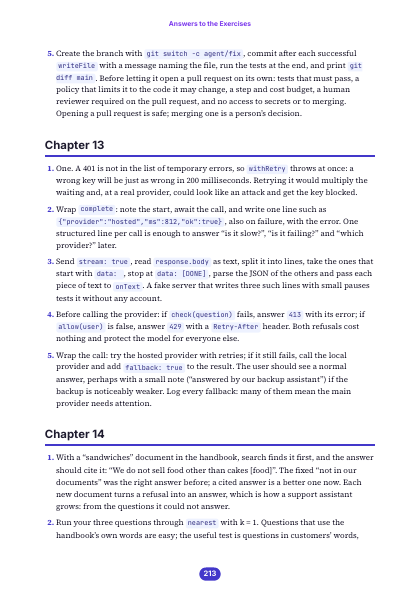 Answers to the Exercises
5. Create the branch with git switch -c agent/fix, commit after each successful
writeFile with a message naming the file, run the tests at the end, and print git
diff main. Before letting it open a pull request on its own: tests that must pass, a
policy that limits it to the code it may change, a step and cost budget, a human
reviewer required on the pull request, and no access to secrets or to merging.
Opening a pull request is safe; merging one is a person's decision.
Chapter 13
1. One. A 401 is not in the list of temporary errors, so withRetry throws at once: a
wrong key will be just as wrong in 200 milliseconds. Retrying it would multiply the
waiting and, at a real provider, could look like an attack and get the key blocked.
2. Wrap complete: note the start, await the call, and write one line such as
{"provider":"hosted","ms":812,"ok":true}, also on failure, with the error. One
structured line per call is enough to answer “is it slow?”, “is it failing?” and “which
provider?” later.
3. Send stream: true, read response.body as text, split it into lines, take the ones that
start with data: , stop at data: [DONE], parse the JSON of the others and pass each
piece of text to onText. A fake server that writes three such lines with small pauses
tests it without any account.
4. Before calling the provider: if check(question) fails, answer 413 with its error; if
allow(user) is false, answer 429 with a Retry-After header. Both refusals cost
nothing and protect the model for everyone else.
5. Wrap the call: try the hosted provider with retries; if it still fails, call the local
provider and add fallback: true to the result. The user should see a normal
answer, perhaps with a small note (“answered by our backup assistant”) if the
backup is noticeably weaker. Log every fallback: many of them mean the main
provider needs attention.
Chapter 14
1. With a “sandwiches” document in the handbook, search finds it first, and the answer
should cite it: “We do not sell food other than cakes [food]”. The fixed “not in our
documents” was the right answer before; a cited answer is a better one now. Each
new document turns a refusal into an answer, which is how a support assistant
grows: from the questions it could not answer.
2. Run your three questions through nearest with k = 1. Questions that use the
handbook's own words are easy; the useful test is questions in customers' words,
213